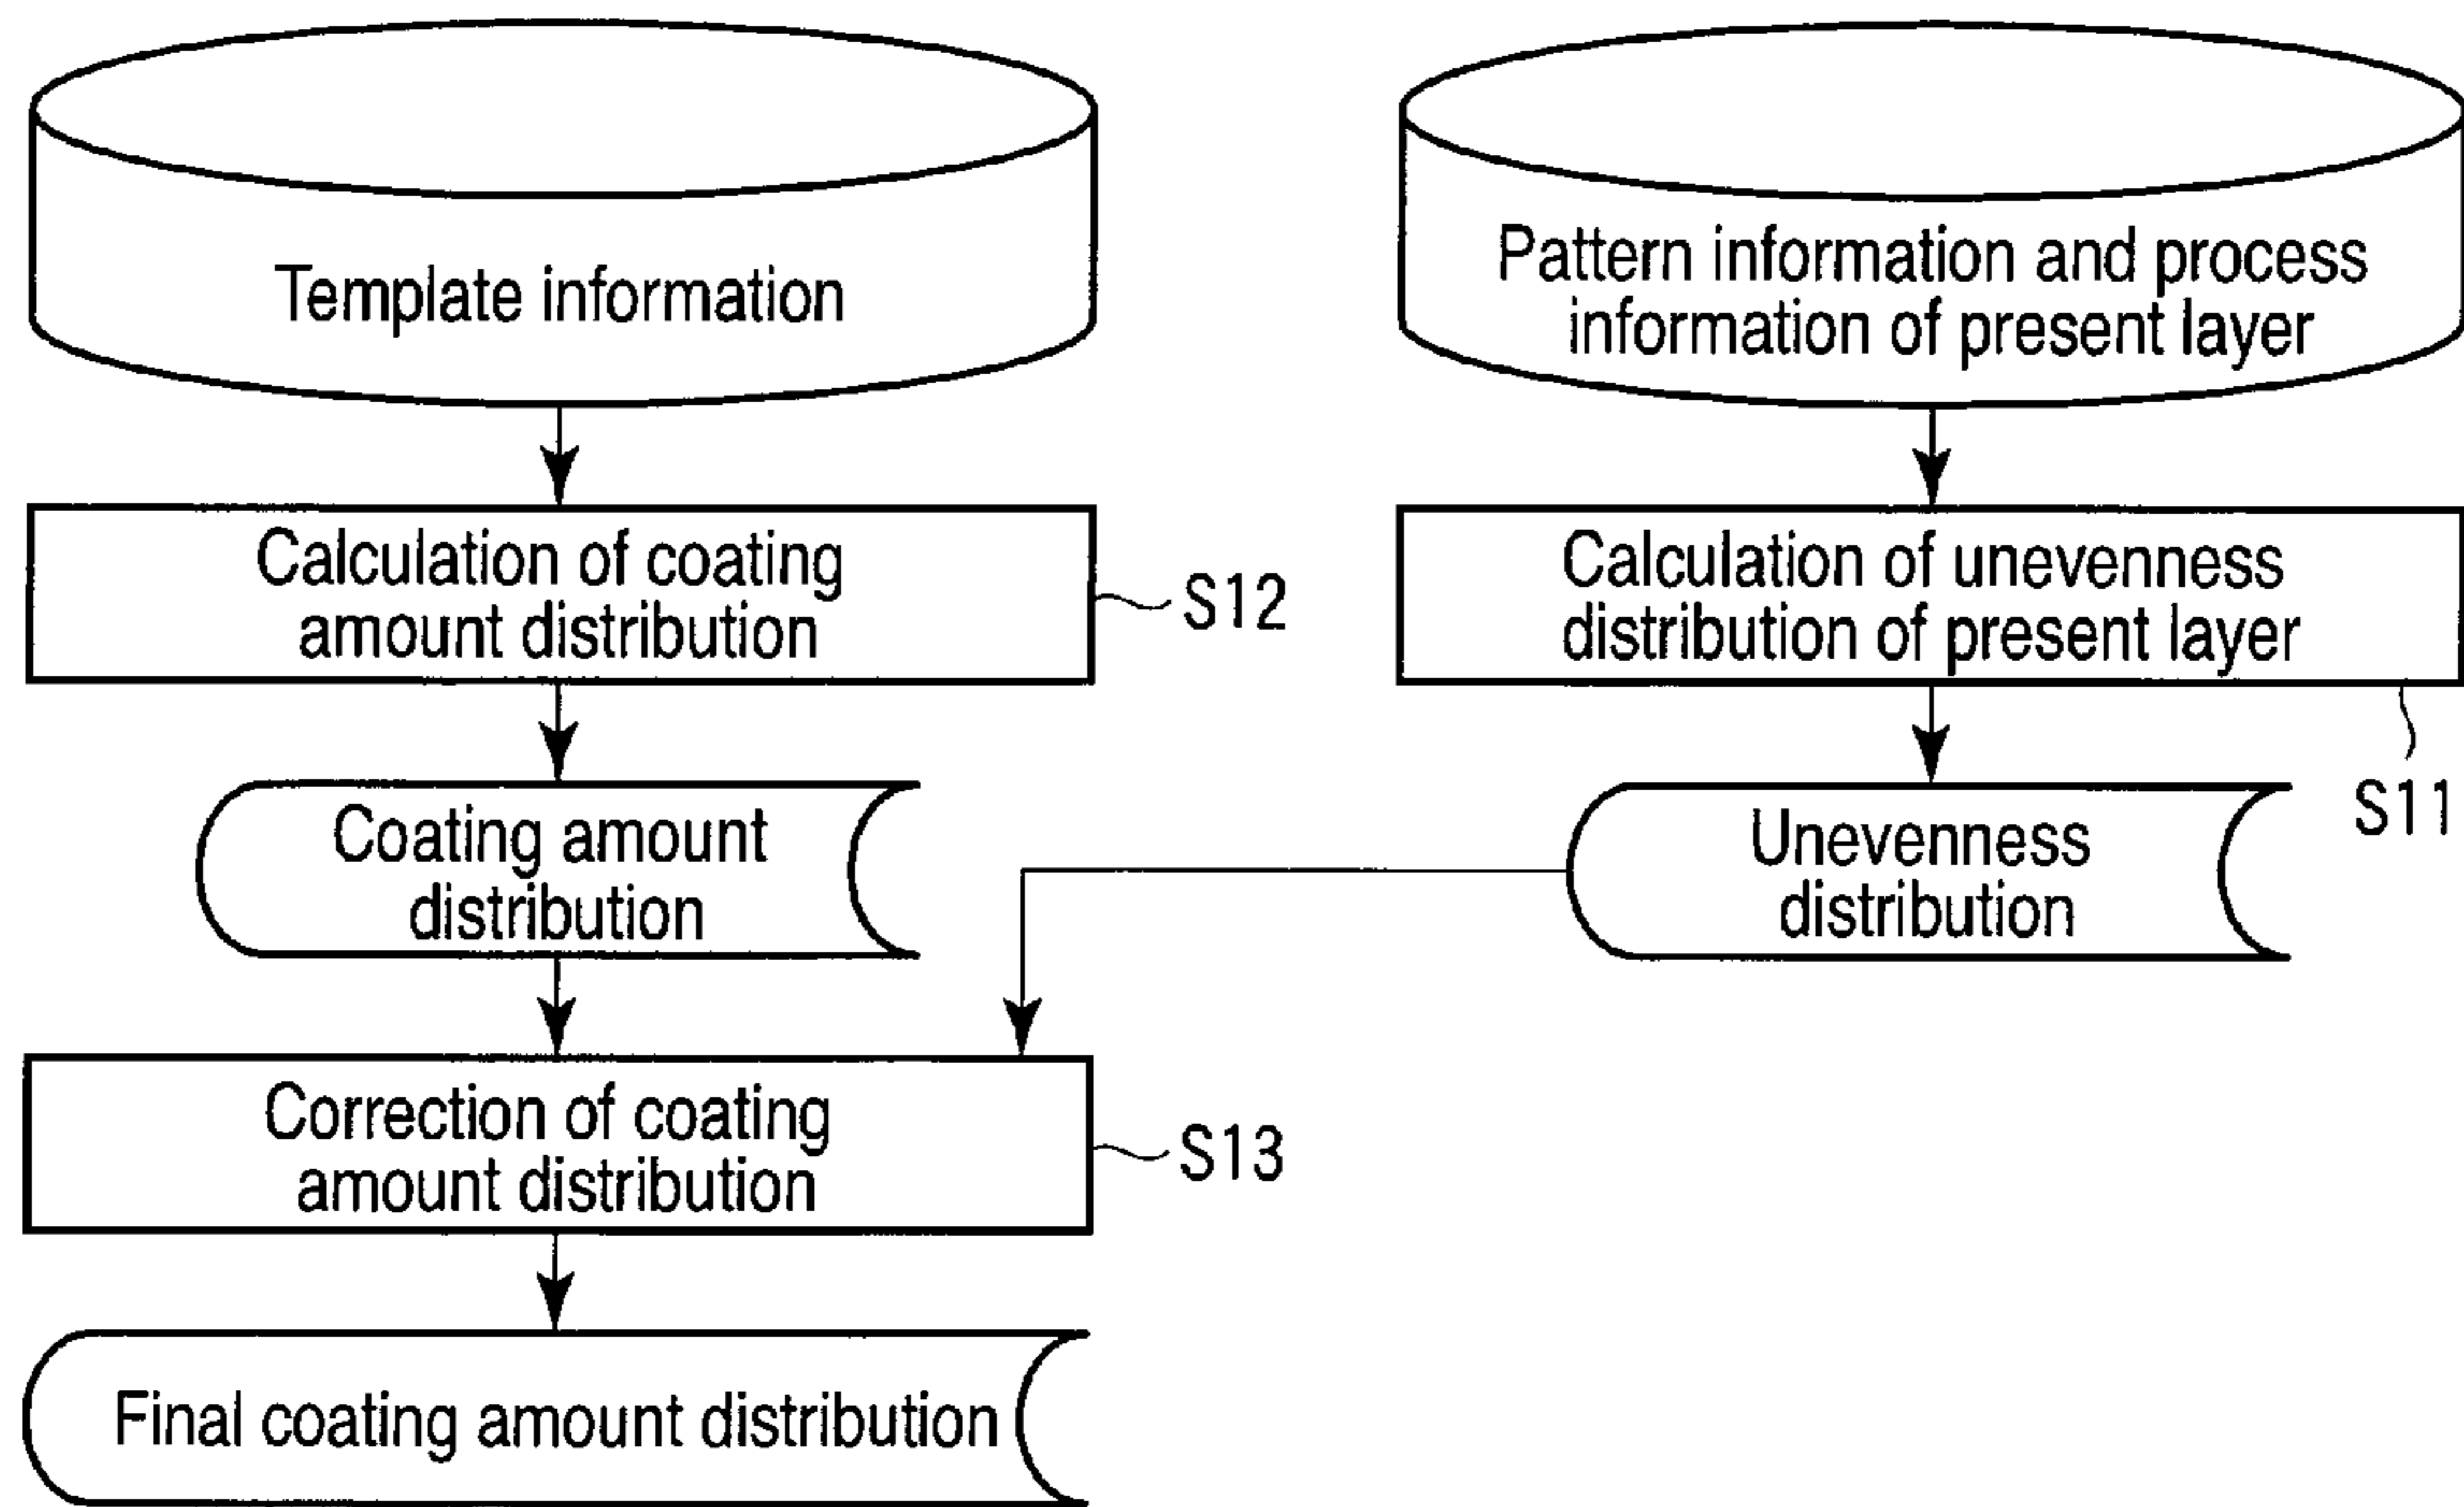 Template information
Pattern information and process
information of present layer
Calculation of coating
amount distribution
S12
Calculation of unevenness
distribution of present layer
S11
Coating amount
distribution
Unevenness
distribution
Correction of coating
amount distribution
S13
Final coating amount distribution